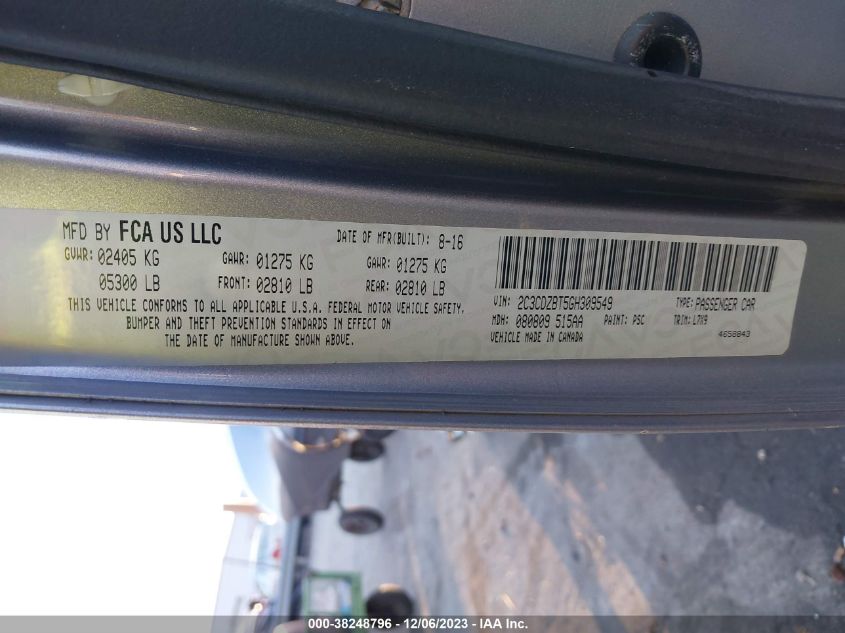 MFD BY FCA US LLC
DATE OF MFR(BUILT): 8-16
GVWR: 02405 KG GAWR: 01275 KG GAWR: 01275 KG
05300 LB FRONT: 02810 LB REAR: 02810 LB
THIS VEHICLE CONFORMS TO ALL APPLICABLE U.S.A. FEDERAL MOTOR VEHICLE SAFETY,
BUMPER AND THEFT PREVENTION STANDARDS IN EFFECT ON
THE DATE OF MANUFACTURE SHOWN ABOVE.
VIN: 2C3CDZBT5GH309549 TYPE: PASSENGER CAR
MDH: 080809 515AA PAINT: PSC TRIM: L7X9
VEHICLE MADE IN CANADA 4658843
000-38248796 - 12/06/2023 - IAA Inc.